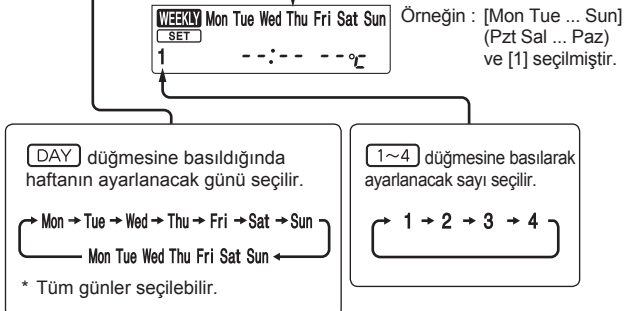 WEEKLY Mon Tue Wed Thu Fri Sat Sun
SET
1 --:-- --°C
Örneğin : [Mon Tue ... Sun]
(Pzt Sal ... Paz)
ve [1] seçilmiştir.
DAY düğmesine basıldığında
haftanın ayarlanacak günü seçilir.
Mon → Tue → Wed → Thu → Fri → Sat → Sun
Mon Tue Wed Thu Fri Sat Sun ←
* Tüm günler seçilebilir.
1~4 düğmesine basılarak
ayarlanacak sayı seçilir.
→ 1 → 2 → 3 → 4